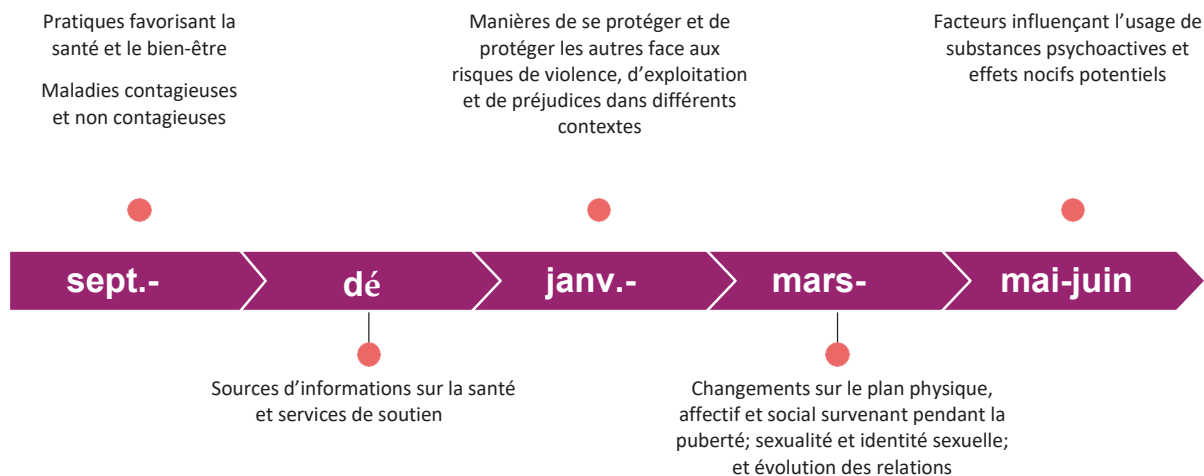 Pratiques favorisant la
santé et le bien-être
Maladies contagieuses
et non contagieuses
Manières de se protéger et de
protéger les autres face aux
risques de violence, d’exploitation
et de préjudices dans différents
contextes
Facteurs influençant l’usage de
substances psychoactives et
effets nocifs potentiels
sept.-
dé
janv.-
mars-
mai-juin
Sources d’informations sur la santé
et services de soutien
Changements sur le plan physique,
affectif et social survenant pendant la
puberté; sexualité et identité sexuelle;
et évolution des relations